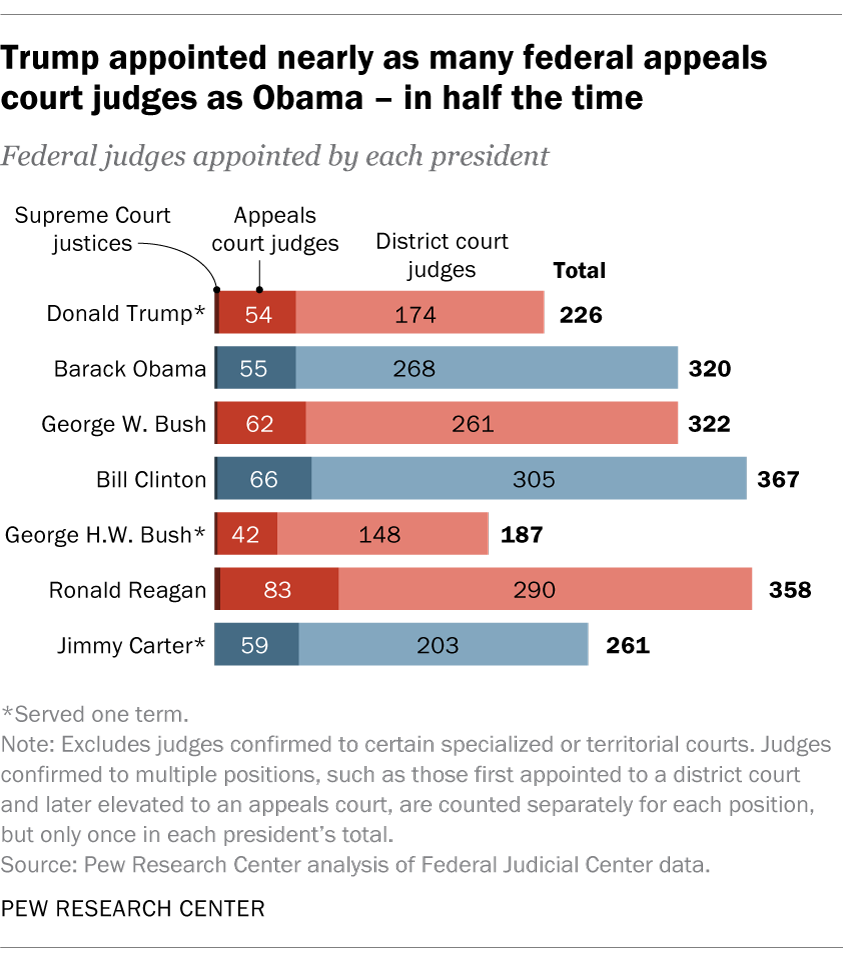 Trump appointed nearly as many federal appeals
court judges as Obama – in half the time
Federal judges appointed by each president
Supreme Court
justices
Appeals
court judges
District court
judges
Total
Donald Trump* 54 174 226
Barack Obama 55 268 320
George W. Bush 62 261 322
Bill Clinton 66 305 367
George H.W. Bush* 42 148 187
Ronald Reagan 83 290 358
Jimmy Carter* 59 203 261
*Served one term.
Note: Excludes judges confirmed to certain specialized or territorial courts. Judges
confirmed to multiple positions, such as those first appointed to a district court
and later elevated to an appeals court, are counted separately for each position,
but only once in each president's total.
Source: Pew Research Center analysis of Federal Judicial Center data.
PEW RESEARCH CENTER